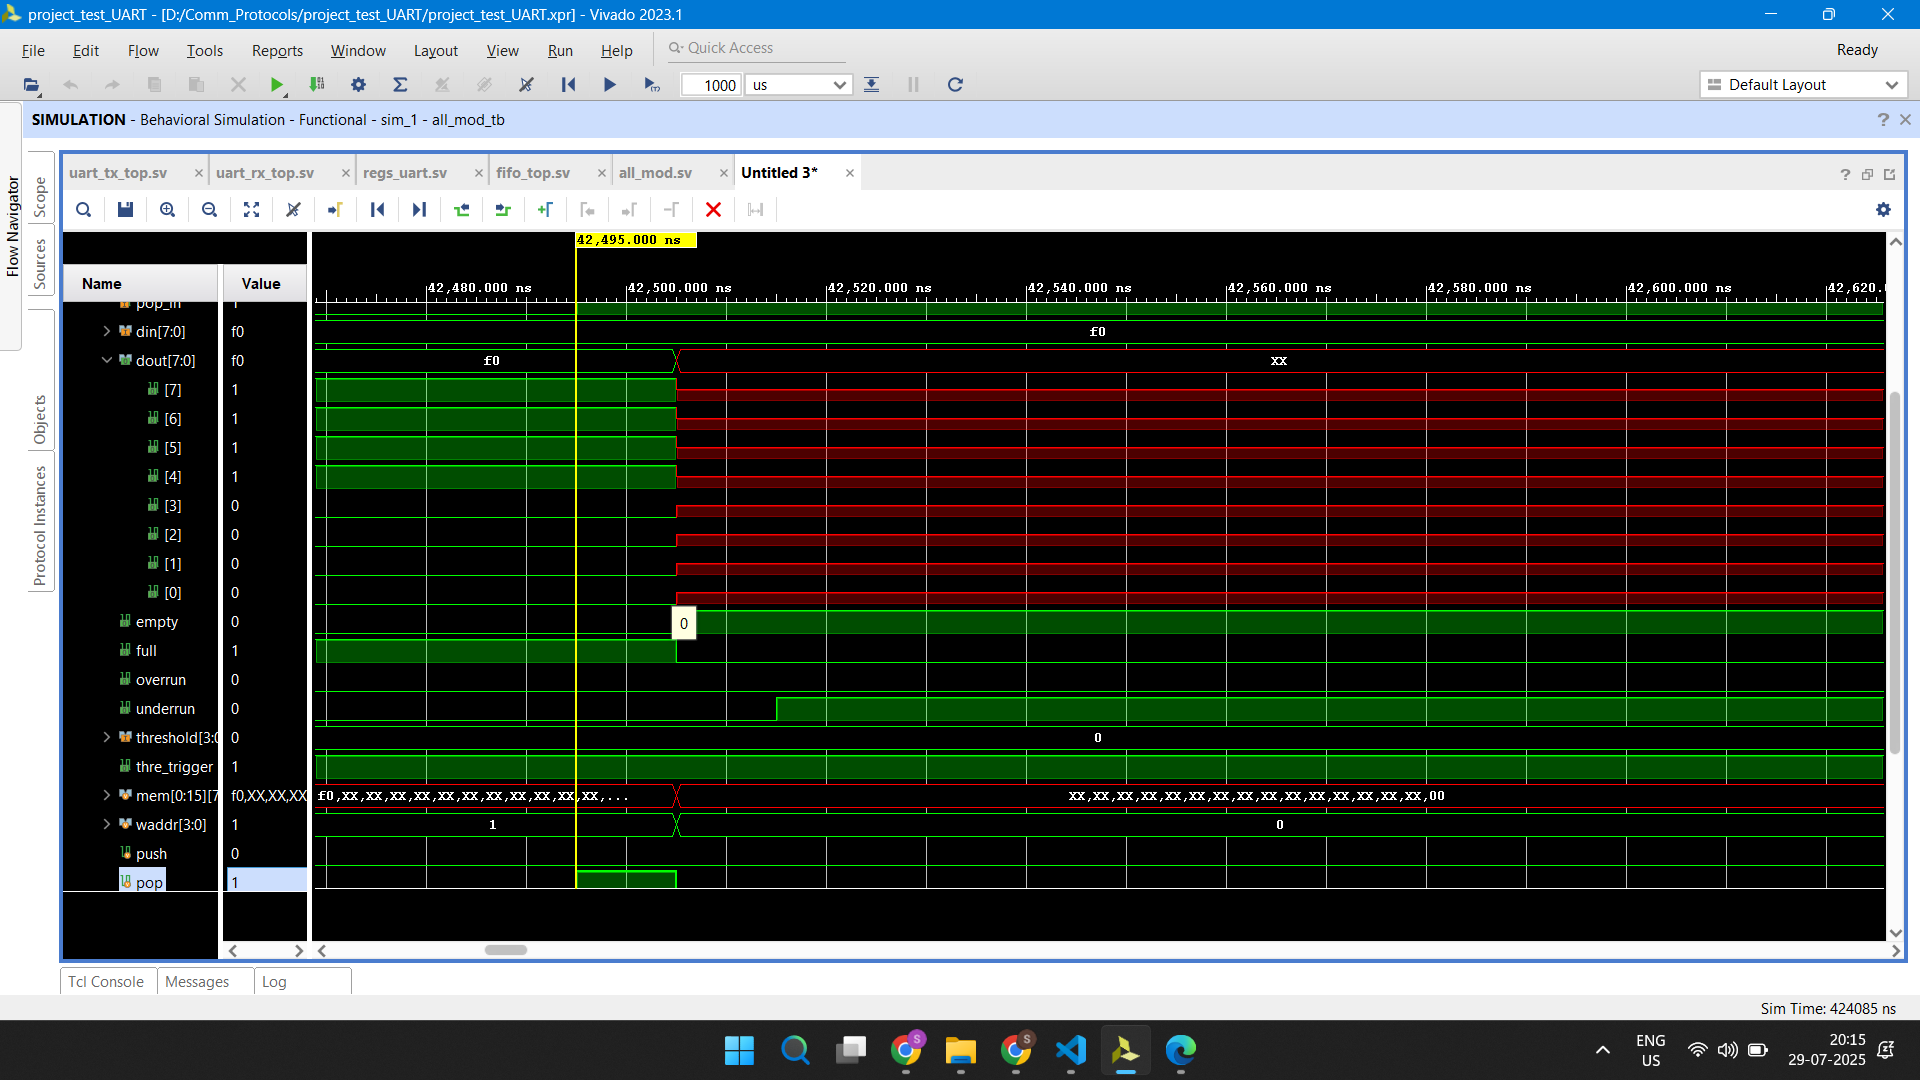 project_test_UART - [D:/Comm_Protocols/project_test_UART/project_test_UART.xpr] - Vivado 2023.1
File Edit Flow Tools Reports Window Layout View Run Help Quick Access Ready
1000 us Default Layout
SIMULATION - Behavioral Simulation - Functional - sim_1 - all_mod_tb
Flow Navigator
Scope
Sources
Objects
Protocol Instances
uart_tx_top.sv uart_rx_top.sv regs_uart.sv fifo_top.sv all_mod.sv Untitled 3*
42,495.000 ns
Name Value
42,480.000 ns 42,500.000 ns 42,520.000 ns 42,540.000 ns 42,560.000 ns 42,580.000 ns 42,600.000 ns 42,620.
pop_in 1
din[7:0] f0 f0
dout[7:0] f0 f0 XX
[7] 1
[6] 1
[5] 1
[4] 1
[3] 0
[2] 0
[1] 0
[0] 0
empty 0 0
full 1
overrun 0
underrun 0
threshold[3:0 0 0
thre_trigger 1
mem[0:15][7 f0,XX,XX,XX f0,XX,XX,XX,XX,XX,XX,XX,XX,XX,XX,XX,... XX,XX,XX,XX,XX,XX,XX,XX,XX,XX,XX,XX,XX,XX,XX,00
waddr[3:0] 1 1 0
push 0
pop 1
Tcl Console Messages Log
Sim Time: 424085 ns
S S
ENG
US
20:15
29-07-2025